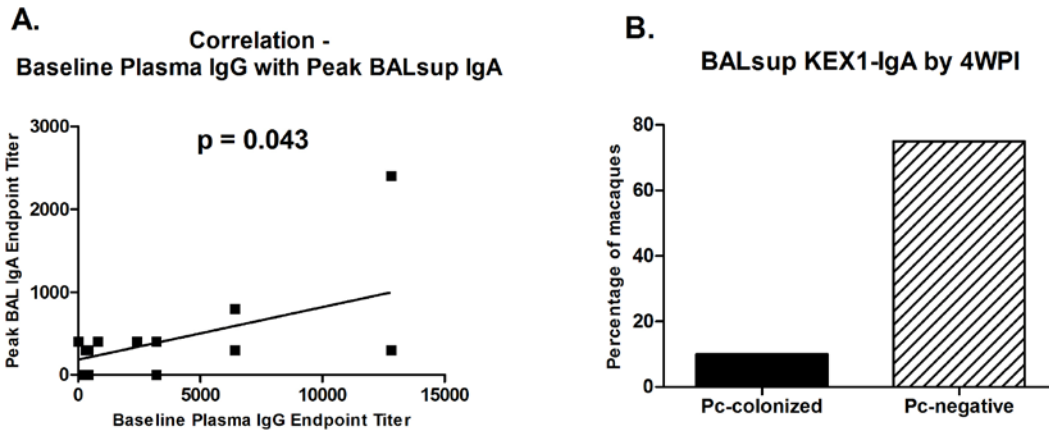 A.
Correlation -
Baseline Plasma IgG with Peak BALsup IgA
p = 0.043
3000
2000
1000
0
Peak BAL IgA Endpoint Titer
0 5000 10000 15000
Baseline Plasma IgG Endpoint Titer
B.
BALsup KEX1-IgA by 4WPI
80
60
40
20
0
Percentage of macaques
Pc-colonized Pc-negative